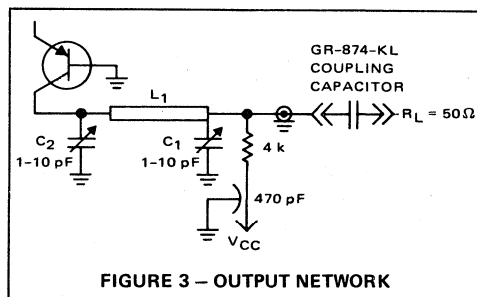 GR-874-KL
COUPLING
CAPACITOR
L1
RL = 50Ω
C2
1-10 pF
C1
1-10 pF
4 k
470 pF
VCC
FIGURE 3 – OUTPUT NETWORK